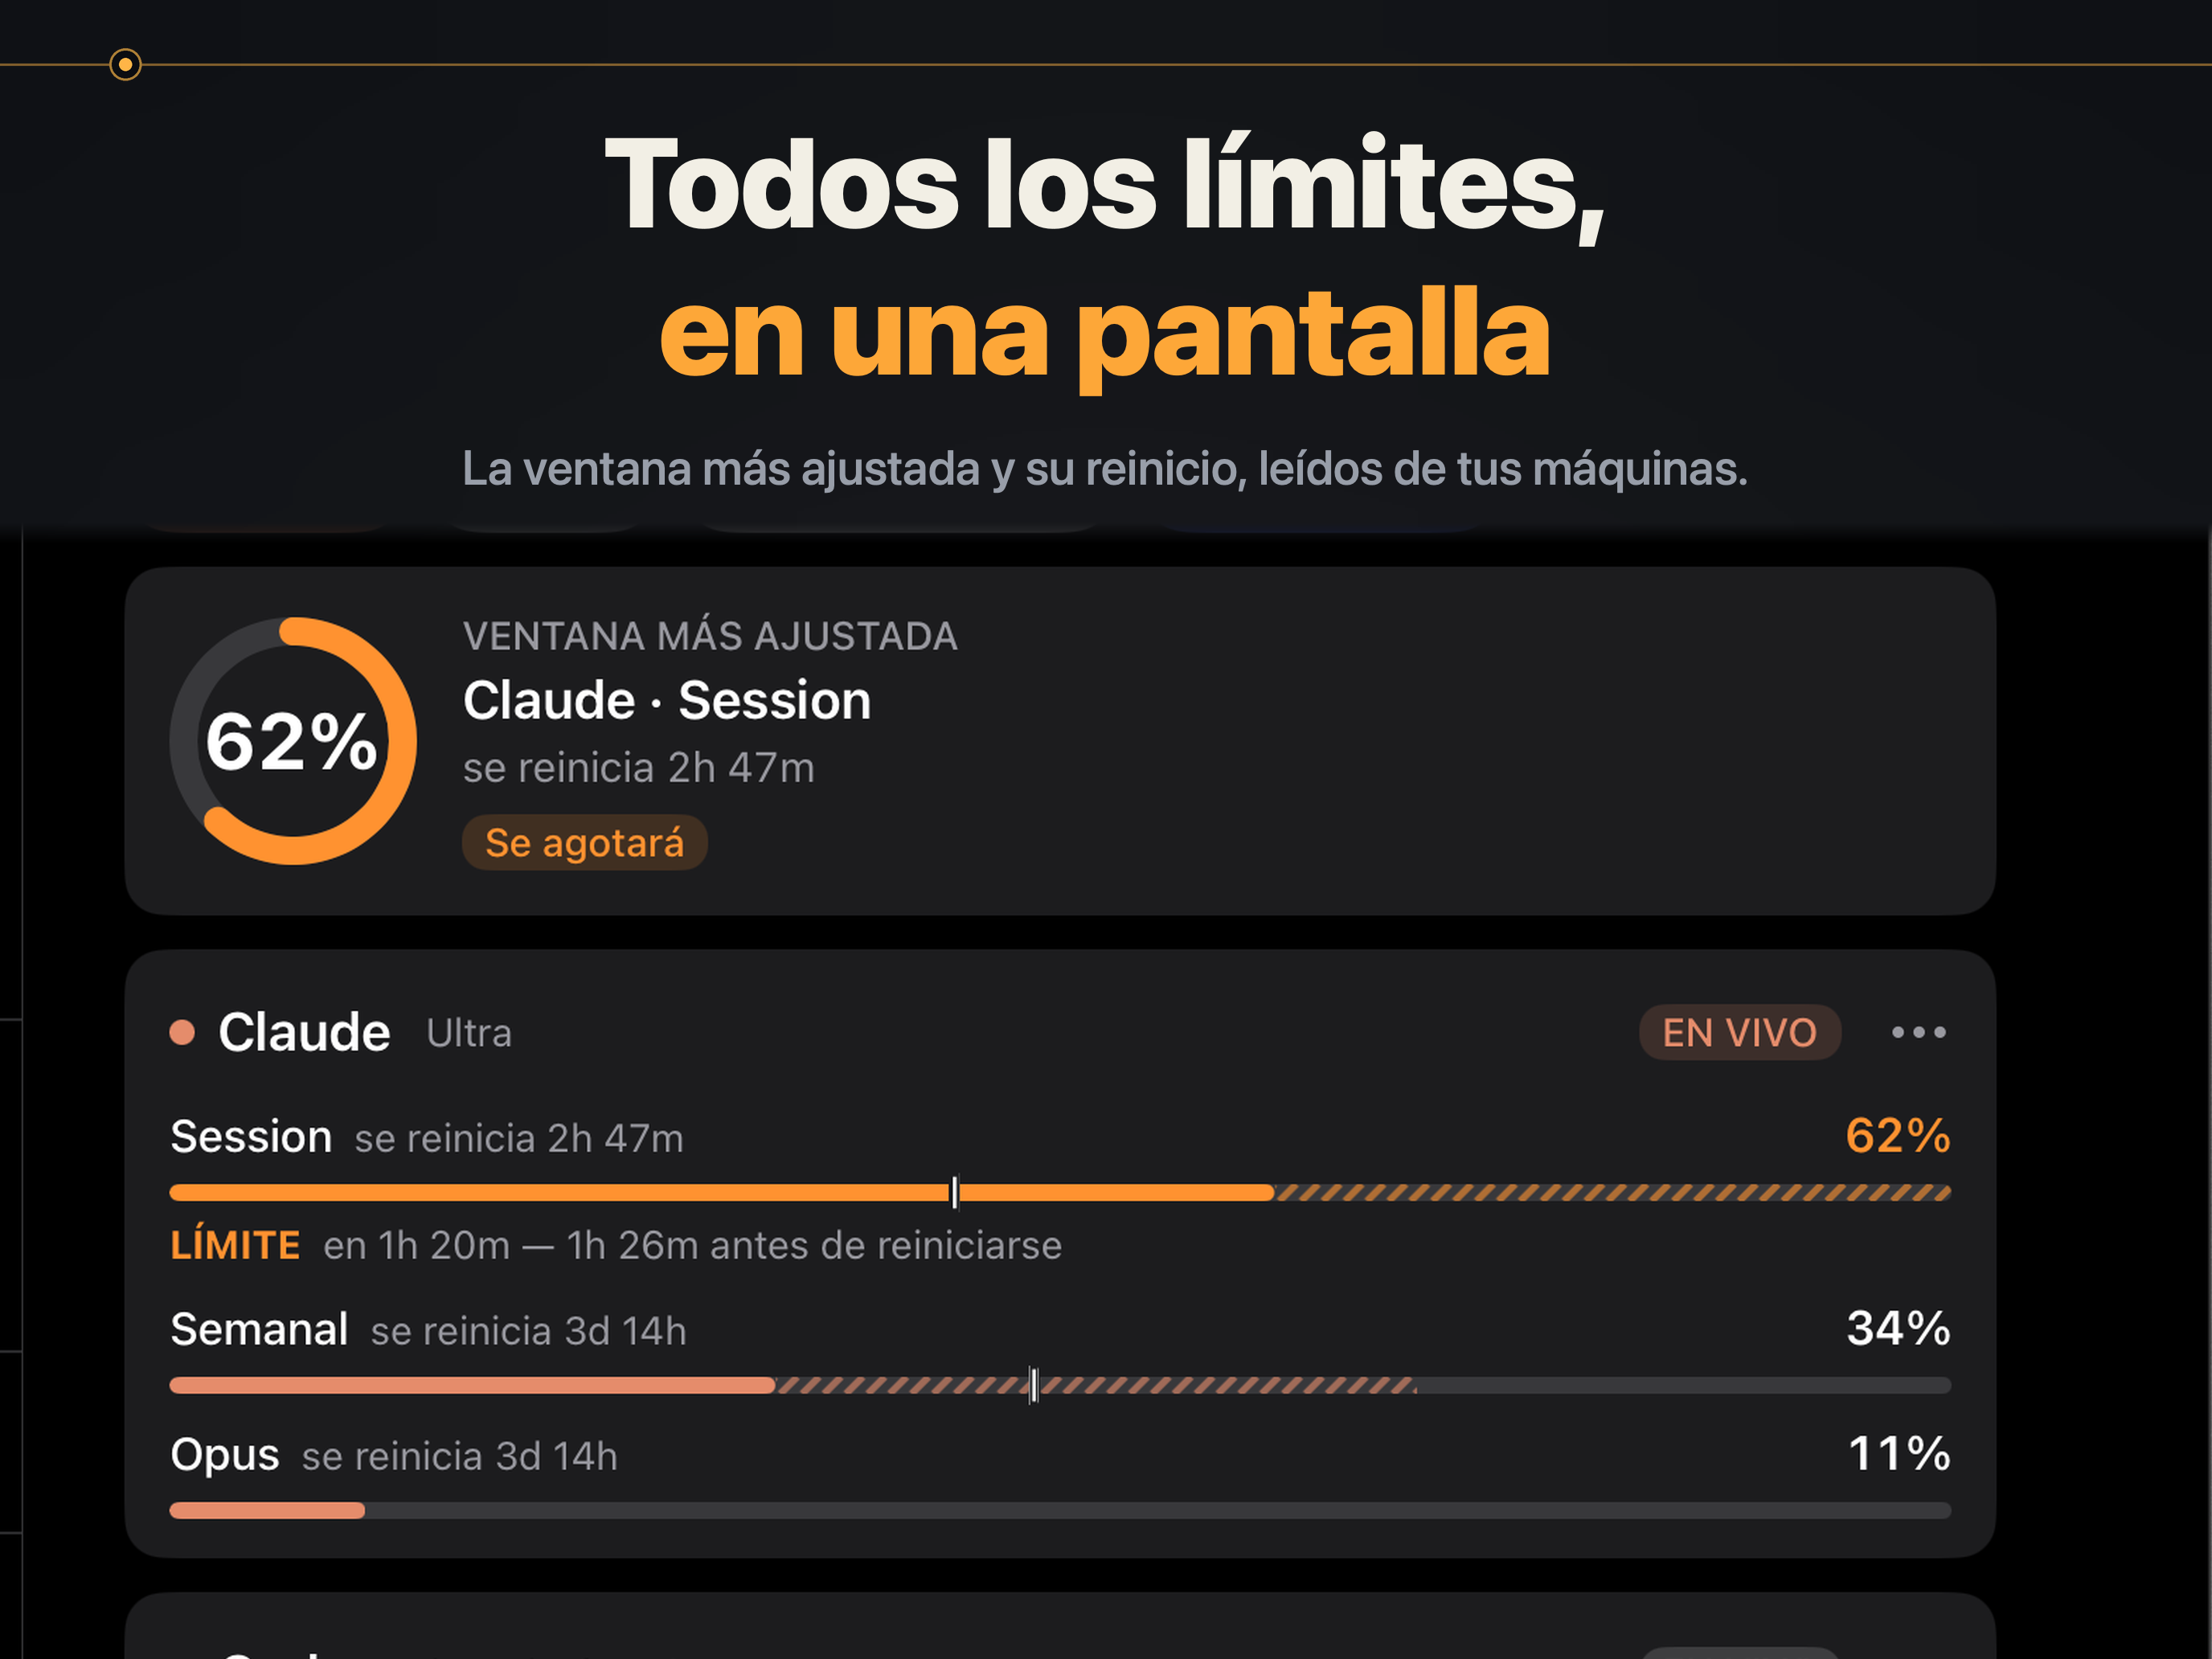 Todos los límites,
en una pantalla
La ventana más ajustada y su reinicio, leídos de tus máquinas.
62%
VENTANA MÁS AJUSTADA
Claude · Session
se reinicia 2h 47m
Se agotará
Claude Ultra EN VIVO
Session se reinicia 2h 47m 62%
LÍMITE en 1h 20m — 1h 26m antes de reiniciarse
Semanal se reinicia 3d 14h 34%
Opus se reinicia 3d 14h 11%